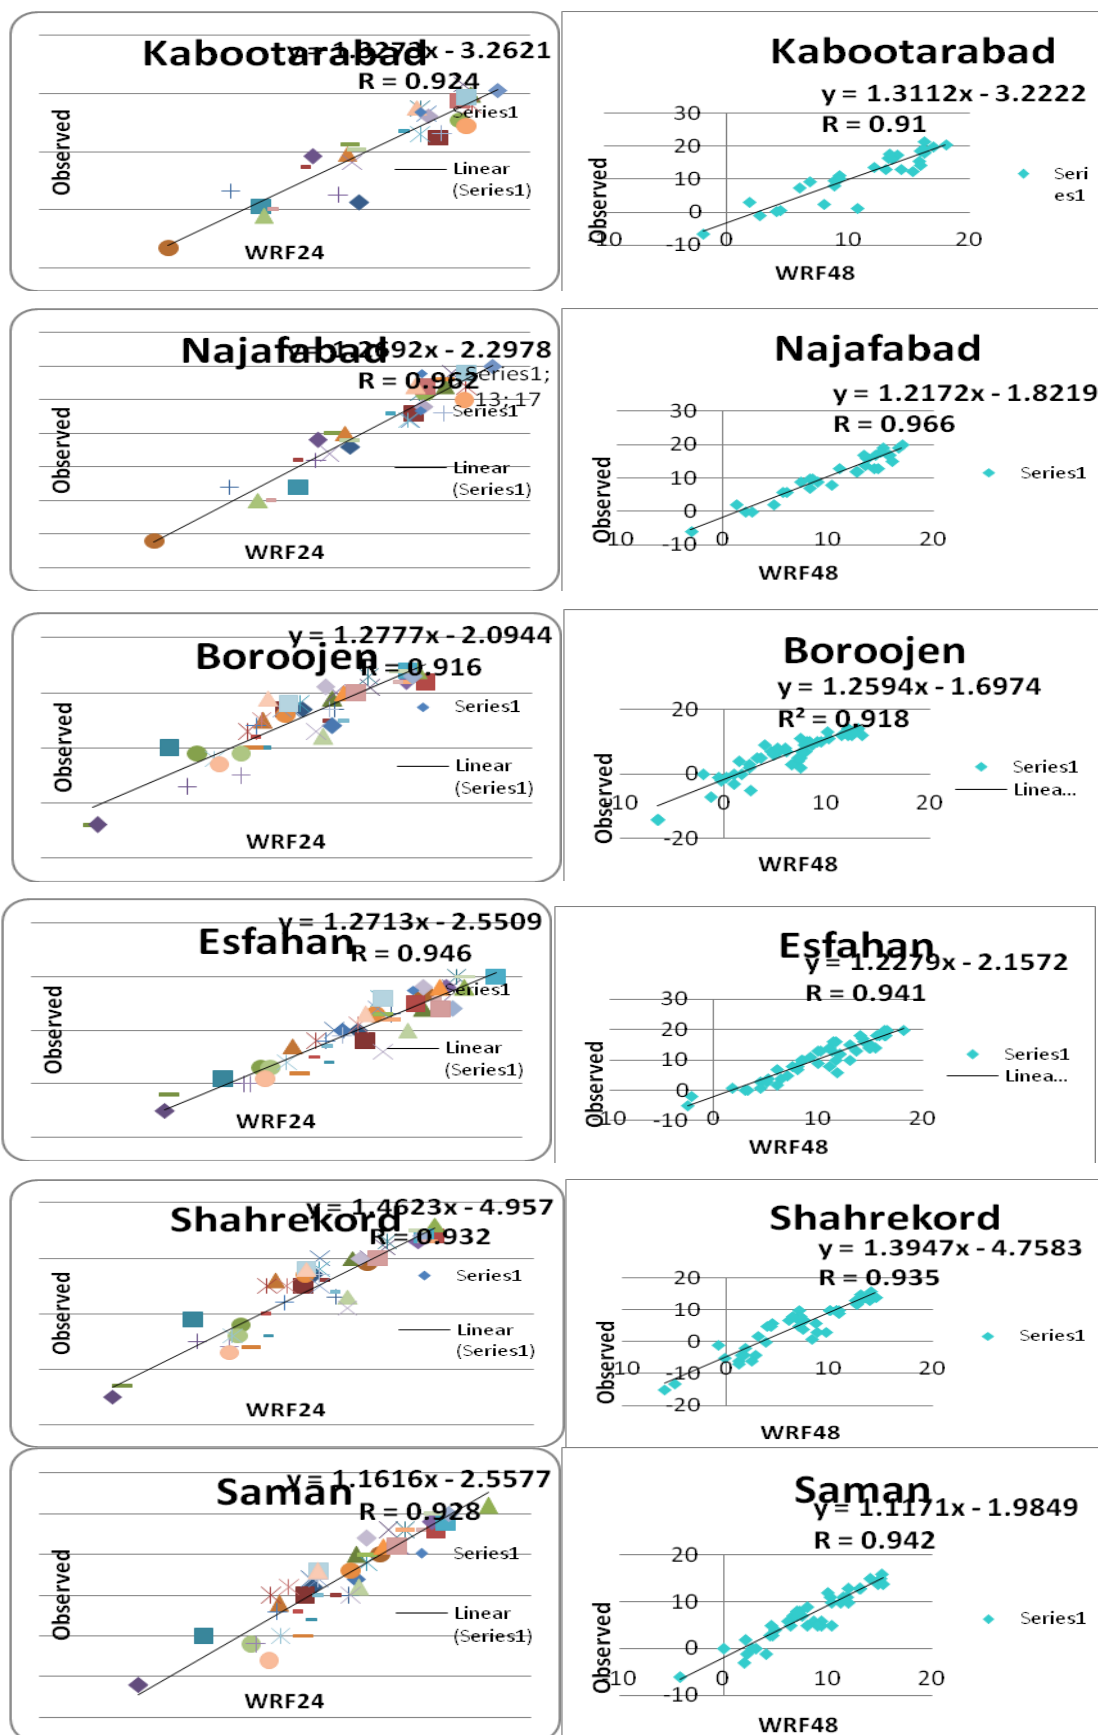 Kabootarabad
y = 1.3273x - 3.2621
R = 0.924
Observed
Series1
Linear
(Series1)
WRF24
Kabootarabad
y = 1.3112x - 3.2222
R = 0.91
Observed
30
20
10
0
-10
-10
0
10
20
Seri
es1
WRF48
Najafabad
y = 1.2692x - 2.2978
R = 0.962
Series1;
13; 17
Observed
Series1
Linear
(Series1)
WRF24
Najafabad
y = 1.2172x - 1.8219
R = 0.966
Observed
30
20
10
0
-10
-10
0
10
20
Series1
WRF48
Boroojen
y = 1.2777x - 2.0944
R = 0.916
Observed
Series1
Linear
(Series1)
WRF24
Boroojen
y = 1.2594x - 1.6974
R² = 0.918
Observed
20
0
-20
-10
0
10
20
Series1
Linea...
WRF48
Esfahan
y = 1.2713x - 2.5509
R = 0.946
Observed
Series1
Linear
(Series1)
WRF24
Esfahan
y = 1.2279x - 2.1572
R = 0.941
Observed
30
20
10
0
-10
-10
0
10
20
Series1
Linea...
WRF48
Shahrekord
y = 1.4623x - 4.957
R = 0.932
Observed
Series1
Linear
(Series1)
WRF24
Shahrekord
y = 1.3947x - 4.7583
R = 0.935
Observed
20
10
0
-10
-20
-10
0
10
20
Series1
WRF48
Saman
y = 1.1616x - 2.5577
R = 0.928
Observed
Series1
Linear
(Series1)
WRF24
Saman
y = 1.1171x - 1.9849
R = 0.942
Observed
20
10
0
-10
-10
0
10
20
Series1
WRF48